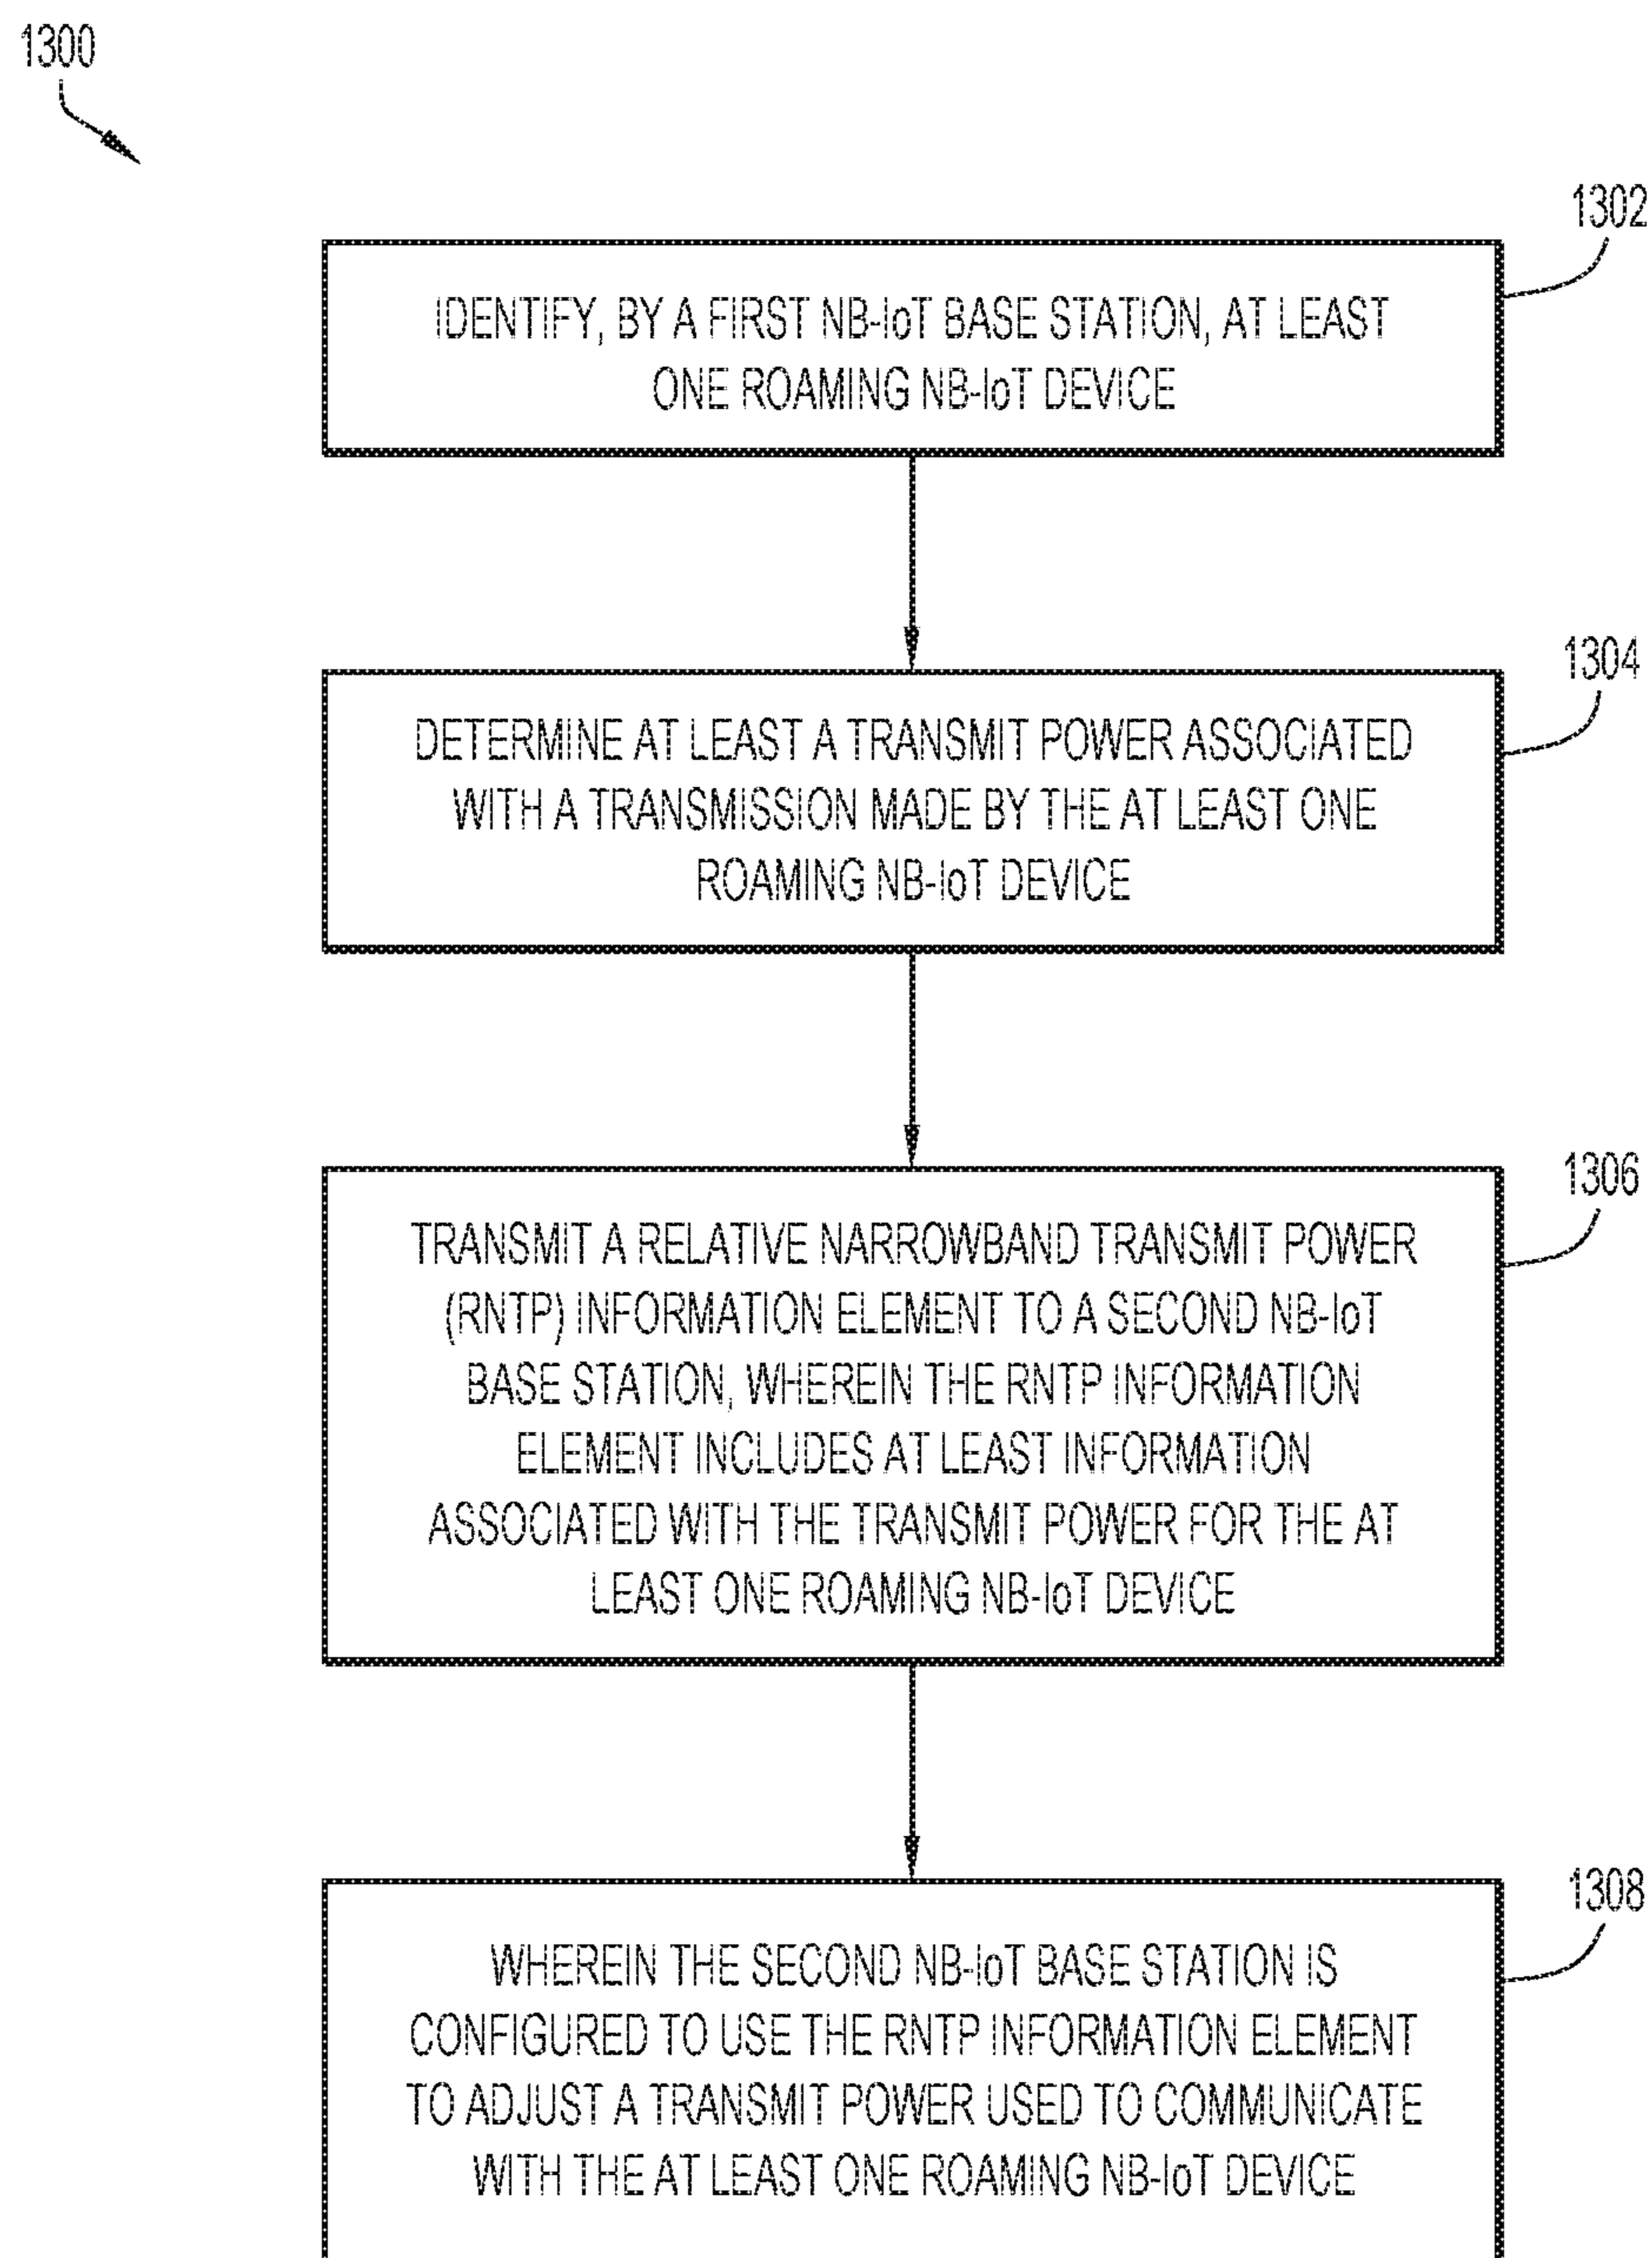 1300
1302
IDENTIFY, BY A FIRST NB-IoT BASE STATION, AT LEAST
ONE ROAMING NB-IoT DEVICE
1304
DETERMINE AT LEAST A TRANSMIT POWER ASSOCIATED
WITH A TRANSMISSION MADE BY THE AT LEAST ONE
ROAMING NB-IoT DEVICE
1306
TRANSMIT A RELATIVE NARROWBAND TRANSMIT POWER
(RNTP) INFORMATION ELEMENT TO A SECOND NB-IoT
BASE STATION, WHEREIN THE RNTP INFORMATION
ELEMENT INCLUDES AT LEAST INFORMATION
ASSOCIATED WITH THE TRANSMIT POWER FOR THE AT
LEAST ONE ROAMING NB-IoT DEVICE
1308
WHEREIN THE SECOND NB-IoT BASE STATION IS
CONFIGURED TO USE THE RNTP INFORMATION ELEMENT
TO ADJUST A TRANSMIT POWER USED TO COMMUNICATE
WITH THE AT LEAST ONE ROAMING NB-IoT DEVICE